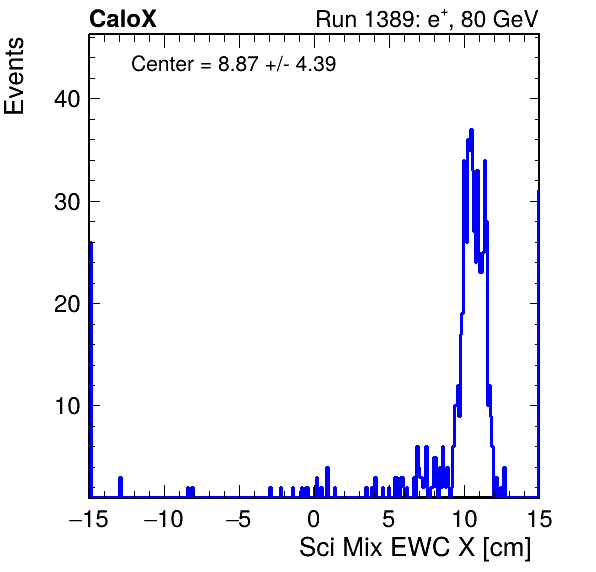 CaloX
Run 1389: e⁺, 80 GeV
Center = 8.87 +/- 4.39
Events
40
30
20
10
−15 −10 −5 0 5 10 15
Sci Mix EWC X [cm]